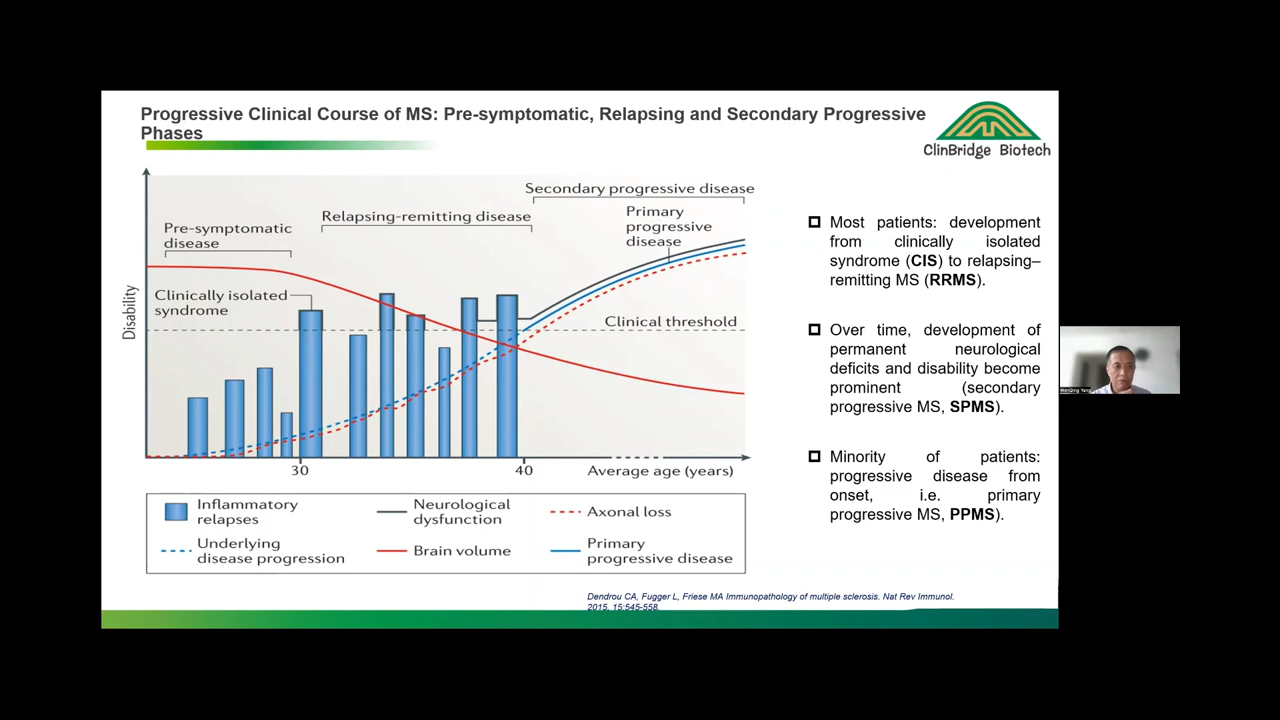 Progressive Clinical Course of MS: Pre-symptomatic, Relapsing and Secondary Progressive
Phases
ClinBridge Biotech
Disability
Pre-symptomatic
disease
Relapsing-remitting disease
Secondary progressive disease
Primary
progressive
disease
Clinically isolated
syndrome
Clinical threshold
30
40
Average age (years)
Inflammatory
relapses
Neurological
dysfunction
Axonal loss
Underlying
disease progression
Brain volume
Primary
progressive disease
Most patients: development
from clinically isolated
syndrome (CIS) to relapsing–
remitting MS (RRMS).
Over time, development of
permanent neurological
deficits and disability become
prominent (secondary
progressive MS, SPMS).
Minority of patients:
progressive disease from
onset, i.e. primary
progressive MS, PPMS).
Dendrou CA, Fugger L, Friese MA Immunopathology of multiple sclerosis. Nat Rev Immunol.
2015, 15:545-558.
Yang